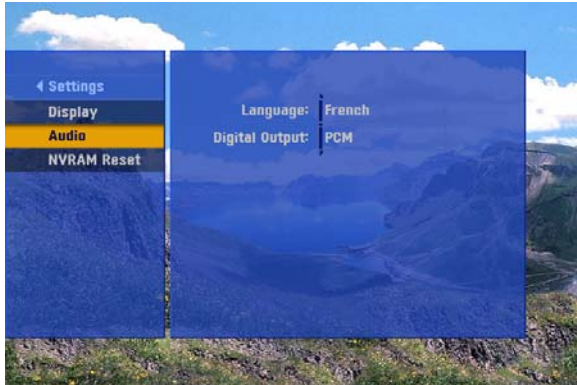 Settings
Display
Audio
NVRAM Reset
Language: French
Digital Output: PCM